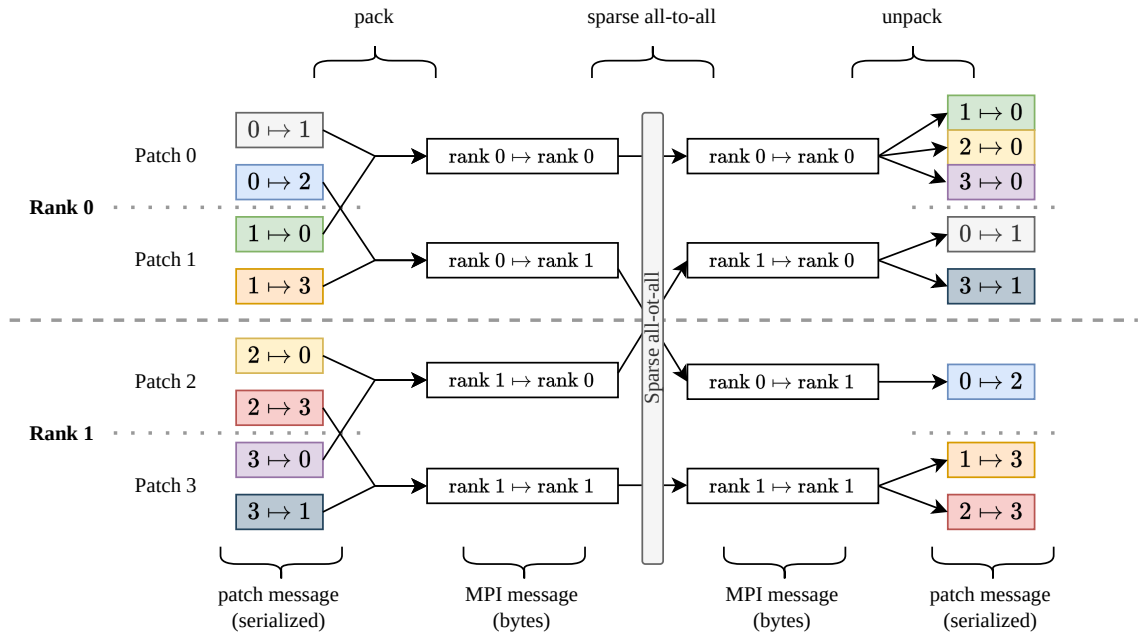 pack
sparse all-to-all
unpack
Patch 0
Rank 0
Patch 1
Patch 2
Rank 1
Patch 3
0 ↦ 1
0 ↦ 2
1 ↦ 0
1 ↦ 3
2 ↦ 0
2 ↦ 3
3 ↦ 0
3 ↦ 1
rank 0 ↦ rank 0
rank 0 ↦ rank 1
rank 1 ↦ rank 0
rank 1 ↦ rank 1
Sparse all-ot-all
rank 0 ↦ rank 0
rank 1 ↦ rank 0
rank 0 ↦ rank 1
rank 1 ↦ rank 1
1 ↦ 0
2 ↦ 0
3 ↦ 0
0 ↦ 1
3 ↦ 1
0 ↦ 2
1 ↦ 3
2 ↦ 3
patch message
(serialized)
MPI message
(bytes)
MPI message
(bytes)
patch message
(serialized)